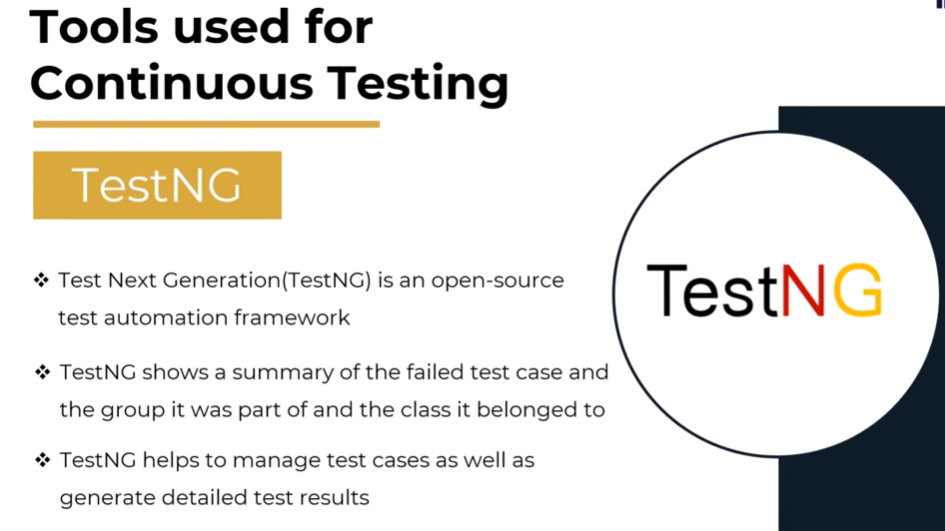 Tools used for
Continuous Testing
TestNG
❖ Test Next Generation(TestNG) is an open-source
test automation framework
❖ TestNG shows a summary of the failed test case and
the group it was part of and the class it belonged to
❖ TestNG helps to manage test cases as well as
generate detailed test results
TestNG